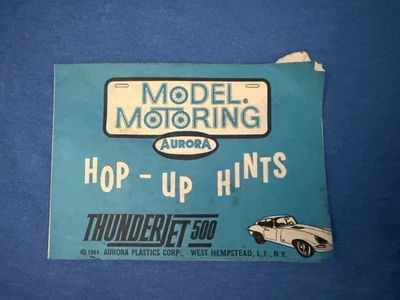 MODEL
MOTORING®
AURORA
HOP - UP HINTS
THUNDERJET 500
© 1964 AURORA PLASTICS CORP., WEST HEMPSTEAD, L.I., N.Y.